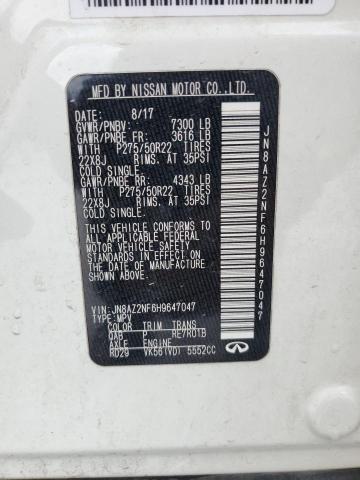 MFD BY NISSAN MOTOR CO.,LTD.
DATE: 8/17
GVWR/PNBV: 7300 LB
GAWR/PNBE FR: 3616 LB
WITH P275/50R22 TIRES
22X8J RIMS. AT 35PSI
COLD SINGLE.
GAWR/PNBE RR: 4343 LB
WITH P275/50R22 TIRES
22X8J RIMS. AT 35PSI
COLD SINGLE.
THIS VEHICLE CONFORMS TO
ALL APPLICABLE FEDERAL
MOTOR VEHICLE SAFETY
STANDARDS IN EFFECT ON THE
DATE OF MANUFACTURE SHOWN
ABOVE.
VIN: JN8AZ2NF6H9647047
TYPE: MPV
COLOR TRIM TRANS
QAB P RE7R01B
AXLE ENGINE
RD29 VK56(VD) 5552CC
INFINITI
JN8AZ2NF6H9647047